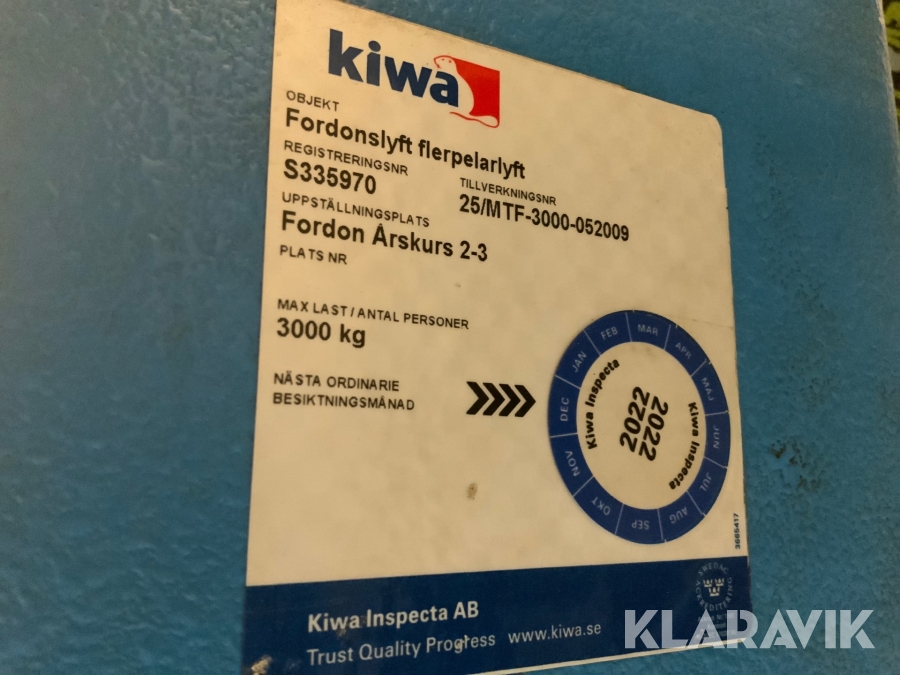 kiwa
OBJEKT
Fordonslyft flerpelarlyft
REGISTRERINGSNR
S335970
TILLVERKNINGSNR
25/MTF-3000-052009
UPPSTÄLLNINGSPLATS
Fordon Årskurs 2-3
PLATS NR
MAX LAST / ANTAL PERSONER
3000 kg
NÄSTA ORDINARIE
BESIKTNINGSMÅNAD
JAN FEB MAR APR MAJ JUN JUL AUG SEP OKT NOV DEC
Kiwa Inspecta
2022
2022
Kiwa Inspecta
3665417
Kiwa Inspecta AB
Trust Quality Progress www.kiwa.se
SWEDAC
KLARAVIK